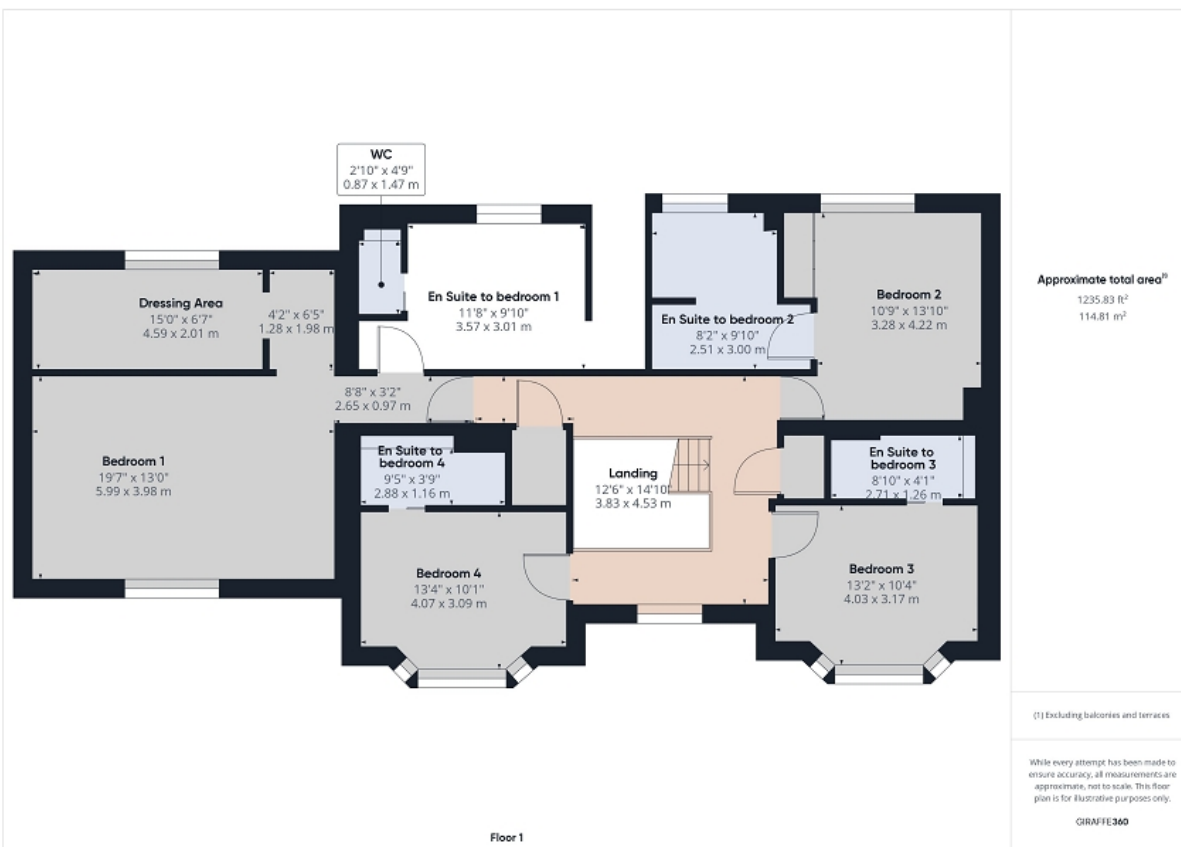 WC
2'10" x 4'9"
0.87 x 1.47 m
Dressing Area
15'0" x 6'7"
4.59 x 2.01 m
4'2" x 6'5"
1.28 x 1.98 m
En Suite to bedroom 1
11'8" x 9'10"
3.57 x 3.01 m
En Suite to bedroom 2
8'2" x 9'10"
2.51 x 3.00 m
Bedroom 2
10'9" x 13'10"
3.28 x 4.22 m
8'8" x 3'2"
2.65 x 0.97 m
Bedroom 1
19'7" x 13'0"
5.99 x 3.98 m
En Suite to
bedroom 4
9'5" x 3'9"
2.88 x 1.16 m
Landing
12'6" x 14'10"
3.83 x 4.53 m
En Suite to
bedroom 3
8'10" x 4'1"
2.71 x 1.26 m
Bedroom 4
13'4" x 10'1"
4.07 x 3.09 m
Bedroom 3
13'2" x 10'4"
4.03 x 3.17 m
Floor 1
Approximate total area⁽¹⁾
1235.83 ft²
114.81 m²
(1) Excluding balconies and terraces
While every attempt has been made to
ensure accuracy, all measurements are
approximate, not to scale. This floor
plan is for illustrative purposes only.
GIRAFFE360